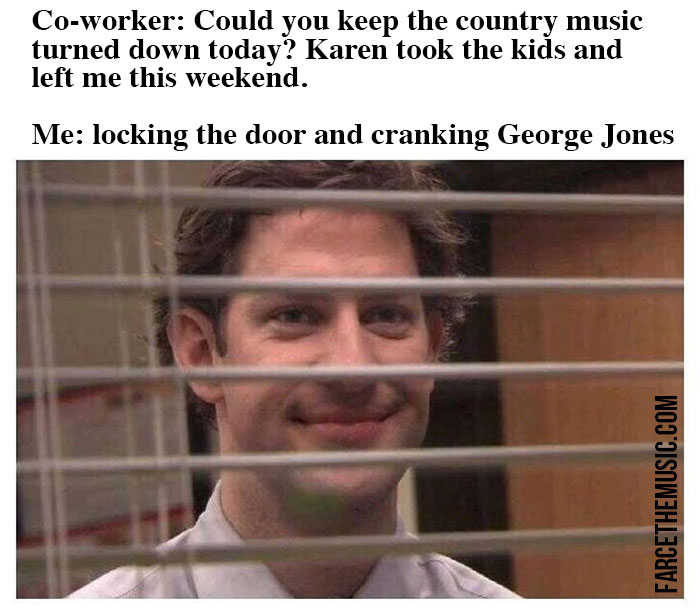 Co-worker: Could you keep the country music
turned down today? Karen took the kids and
left me this weekend.
Me: locking the door and cranking George Jones
FARCETHEMUSIC.COM